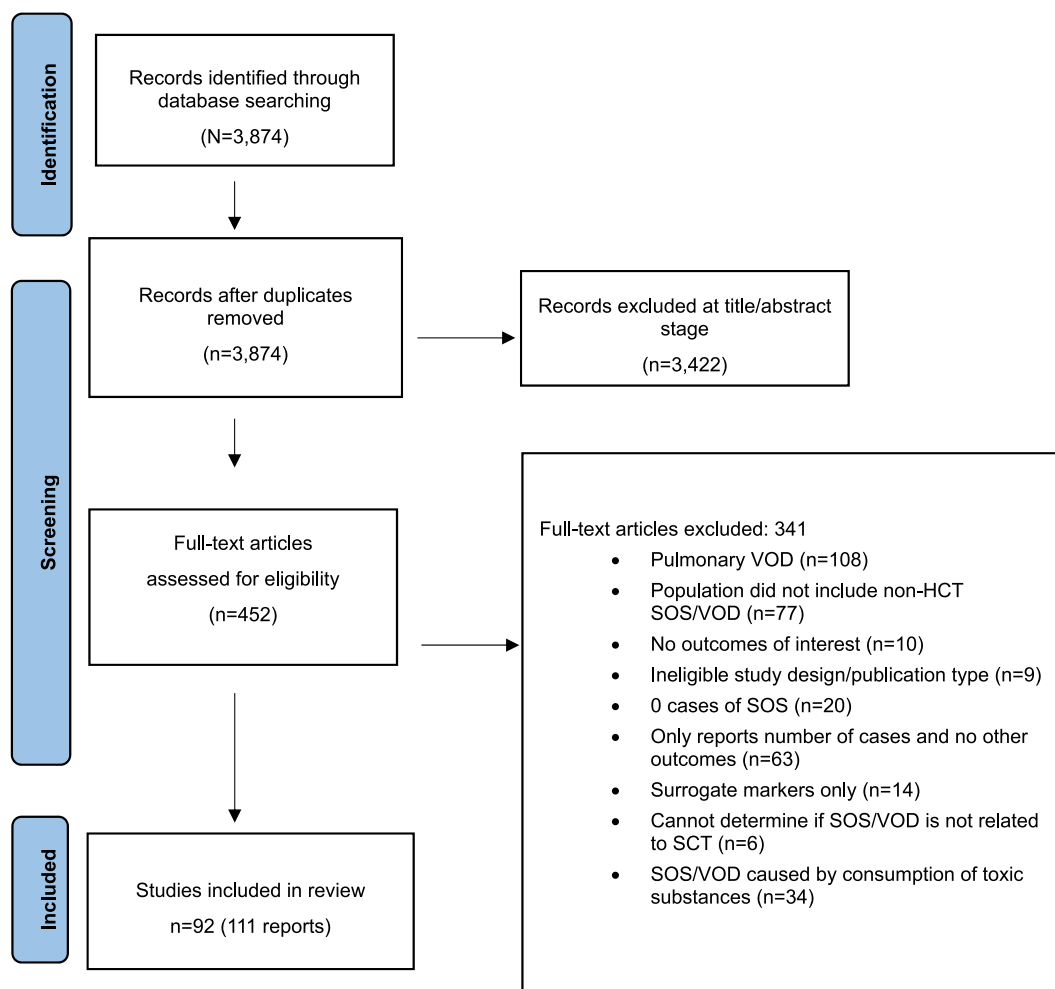 Identification
Records identified through
database searching
(N=3,874)
Screening
Records after duplicates
removed
(n=3,874)
Records excluded at title/abstract
stage
(n=3,422)
Full-text articles
assessed for eligibility
(n=452)
Full-text articles excluded: 341
• Pulmonary VOD (n=108)
• Population did not include non-HCT
SOS/VOD (n=77)
• No outcomes of interest (n=10)
• Ineligible study design/publication type (n=9)
• 0 cases of SOS (n=20)
• Only reports number of cases and no other
outcomes (n=63)
• Surrogate markers only (n=14)
• Cannot determine if SOS/VOD is not related
to SCT (n=6)
• SOS/VOD caused by consumption of toxic
substances (n=34)
Included
Studies included in review
n=92 (111 reports)